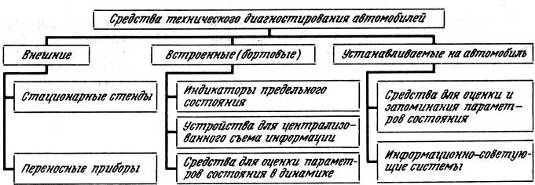 Средства технического диагностирования автомобилей
Внешние
Стационарные стенды
Переносные приборы
Встроенные (бортовые)
Индикаторы предельного
состояния
Устройства для централизо-
ванного съема информации
Средства для оценки парамет-
ров состояния в динамике
Устанавливаемые на автомобиль
Средства для оценки и
запоминания парамет-
ров состояния
Информационно-советую-
щие системы